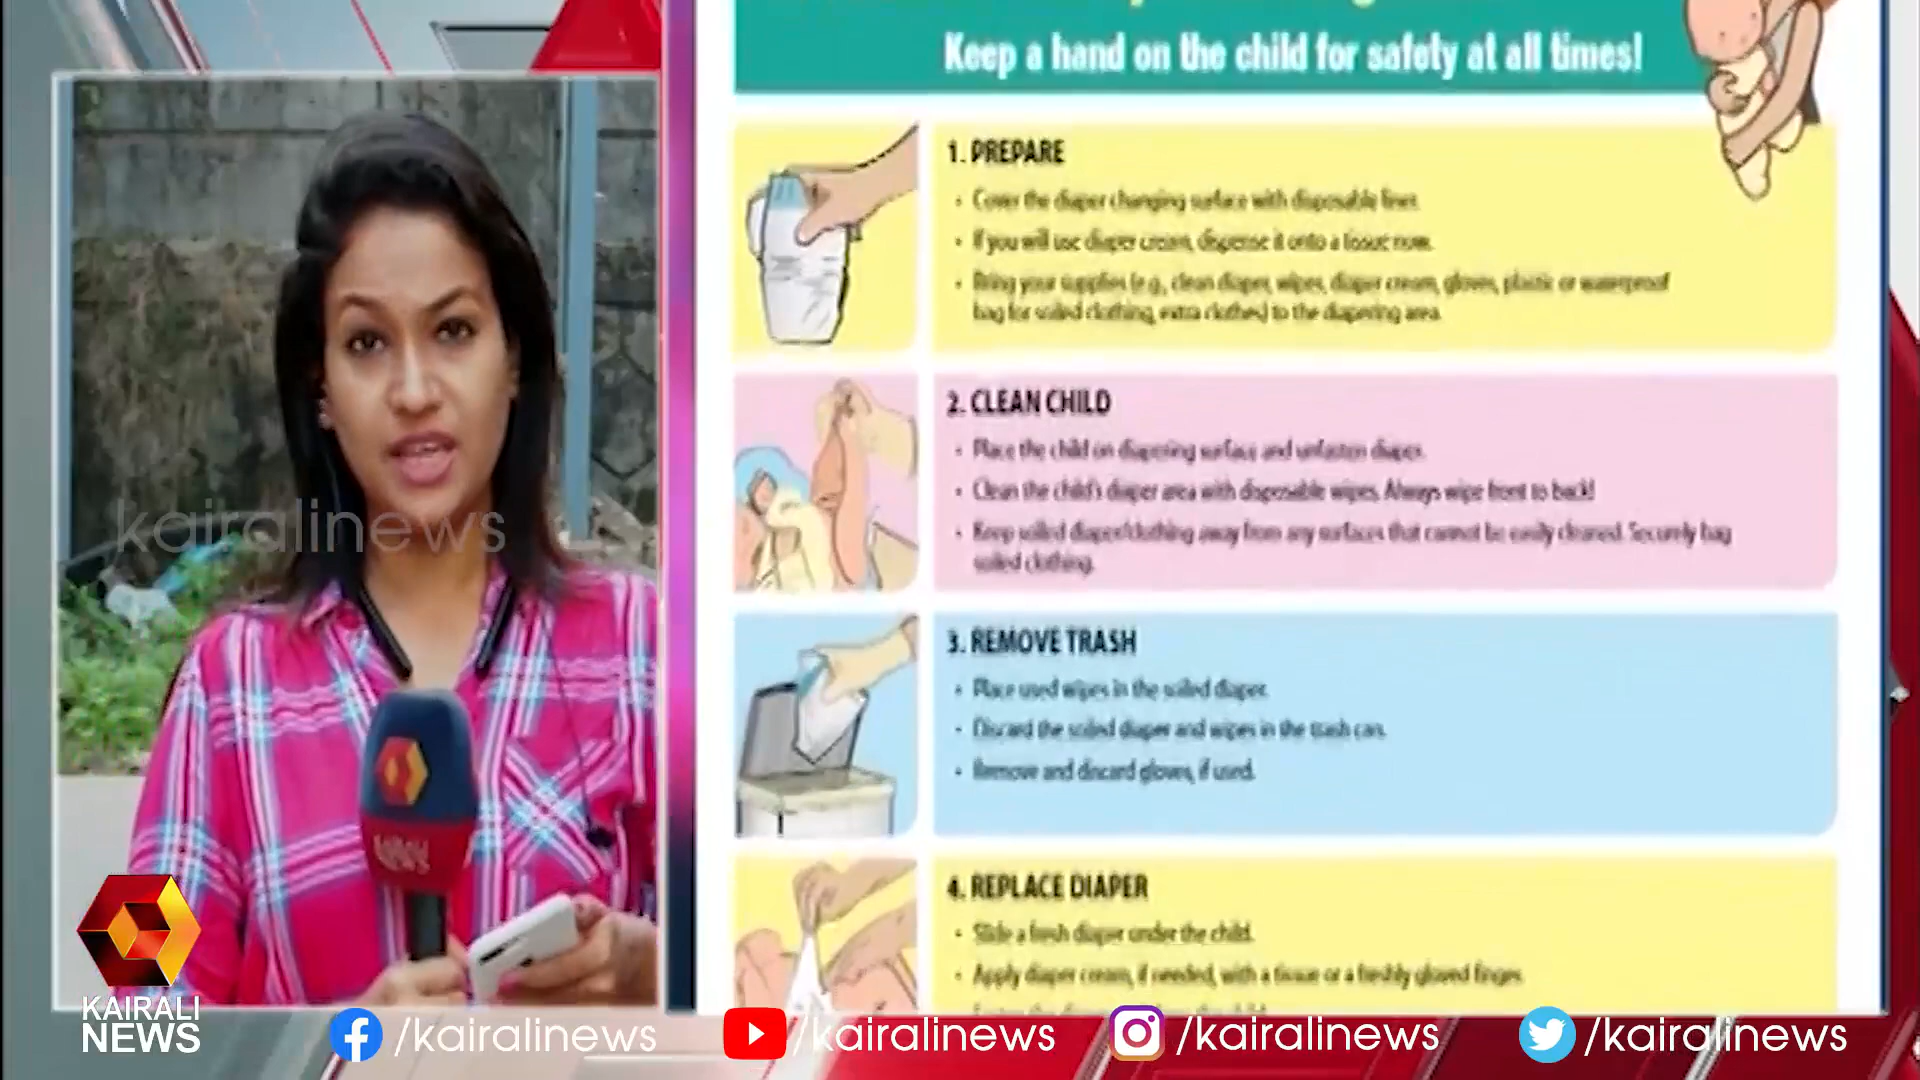 Keep a hand on the child for safety at all times!
1. PREPARE
• Cover the diaper changing surface with disposable liner.
• If you will use diaper cream, dispense it onto a tissue now.
• Bring your supplies (e.g., clean diaper, wipes, diaper cream, gloves, plastic or waterproof
bag for soiled clothing, extra clothes) to the diapering area.
2. CLEAN CHILD
• Place the child on diapering surface and unfasten diaper.
• Clean the child's diaper area with disposable wipes. Always wipe front to back!
• Keep soiled diaper/clothing away from any surfaces that cannot be easily cleaned. Securely bag
soiled clothing.
3. REMOVE TRASH
• Place used wipes in the soiled diaper.
• Discard the soiled diaper and wipes in the trash can.
• Remove and discard gloves, if used.
4. REPLACE DIAPER
• Slide a fresh diaper under the child.
• Apply diaper cream, if needed, with a tissue or a freshly gloved finger.
kairalinews
NEWS
KAIRALI
NEWS
/kairalinews
/kairalinews
/kairalinews
/kairalinews